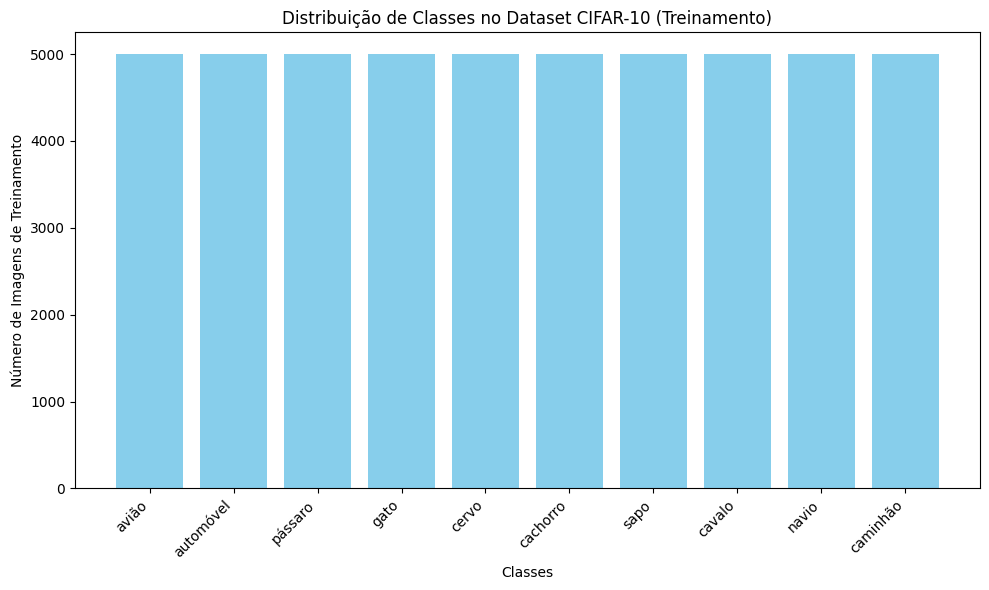 Distribuição de Classes no Dataset CIFAR-10 (Treinamento)
Número de Imagens de Treinamento
5000
4000
3000
2000
1000
0
avião
automóvel
pássaro
gato
cervo
cachorro
sapo
cavalo
navio
caminhão
Classes